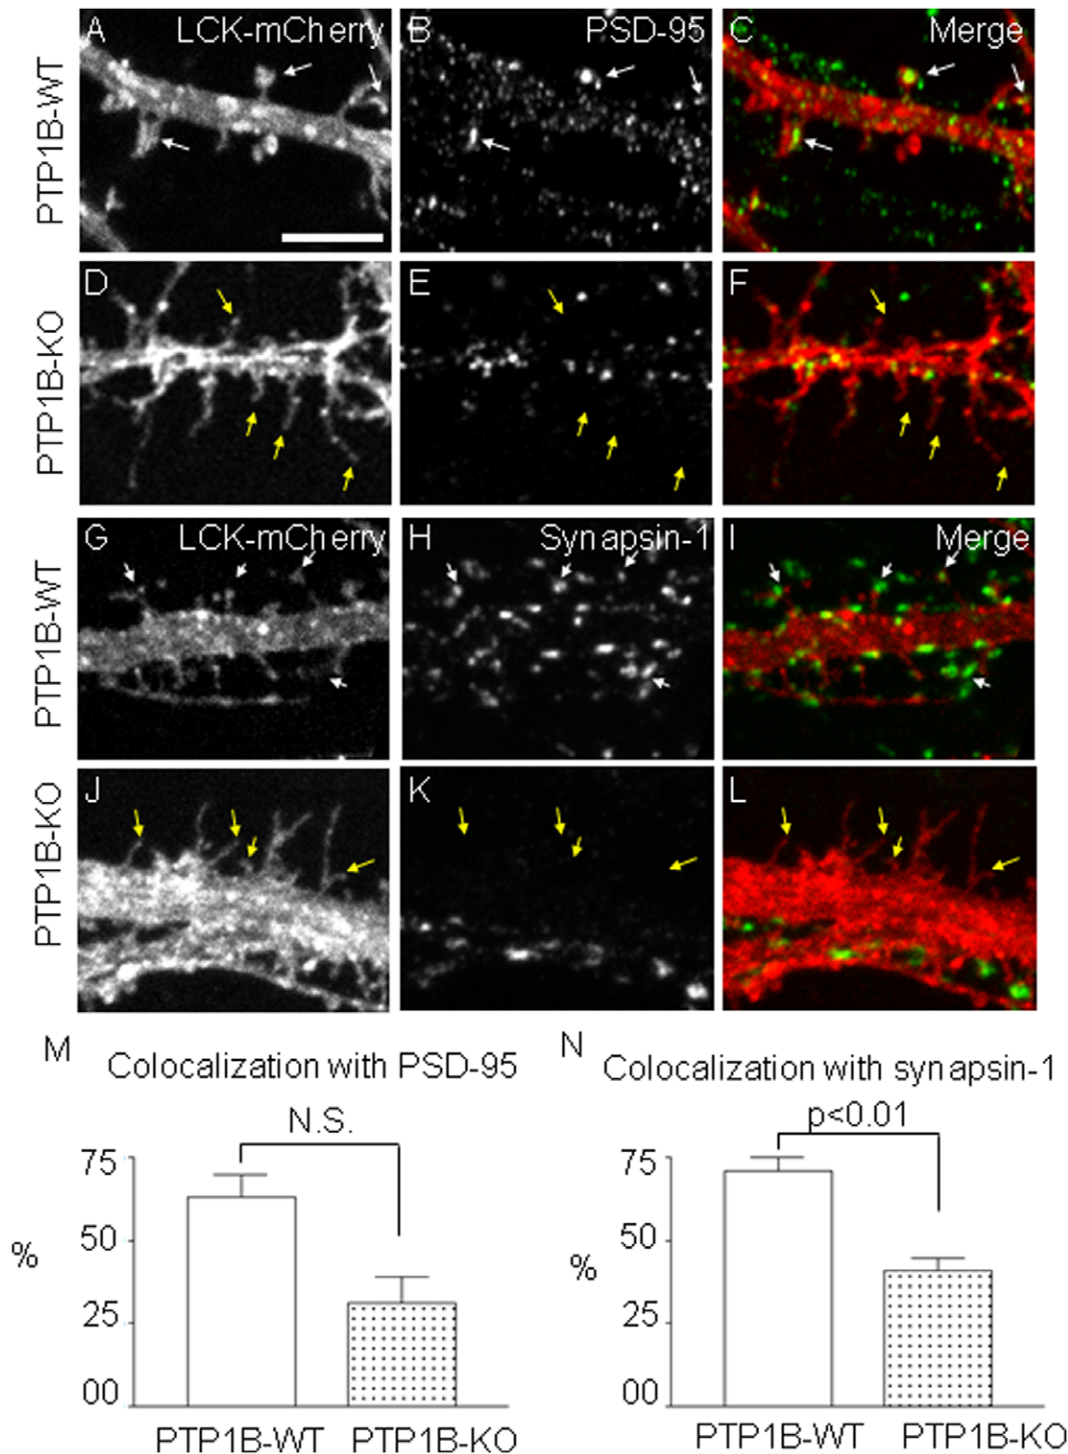 A LCK-mCherry B PSD-95 C Merge
PTP1B-WT
D E F
PTP1B-KO
G LCK-mCherry H Synapsin-1 I Merge
PTP1B-WT
J K L
PTP1B-KO
M Colocalization with PSD-95
N.S.
75
50
%
25
00
PTP1B-WT PTP1B-KO
N Colocalization with synapsin-1
p<0.01
75
50
%
25
00
PTP1B-WT PTP1B-KO